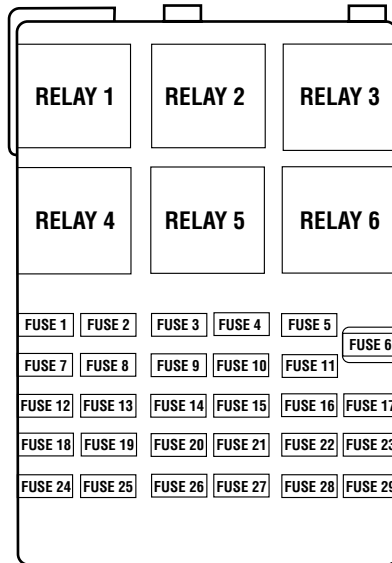 RELAY 1 RELAY 2 RELAY 3
RELAY 4 RELAY 5 RELAY 6
FUSE 1 FUSE 2 FUSE 3 FUSE 4 FUSE 5
FUSE 6
FUSE 7 FUSE 8 FUSE 9 FUSE 10 FUSE 11
FUSE 12 FUSE 13 FUSE 14 FUSE 15 FUSE 16 FUSE 17
FUSE 18 FUSE 19 FUSE 20 FUSE 21 FUSE 22 FUSE 23
FUSE 24 FUSE 25 FUSE 26 FUSE 27 FUSE 28 FUSE 29